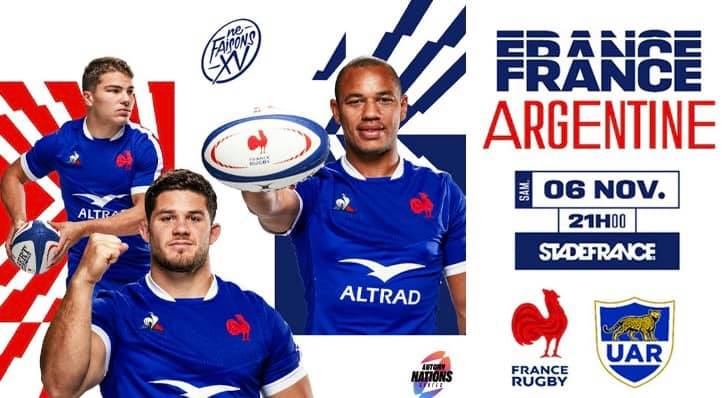 ne
FAISONS
XV
FRANCE
FRANCE
ARGENTINE
SAM.
06 NOV.
21H00
STADEFRANCE
FRANCE
RUGBY
ALTRAD
ALTRAD
FRANCE
RUGBY
UAR
AUTUMN
NATIONS
SERIES